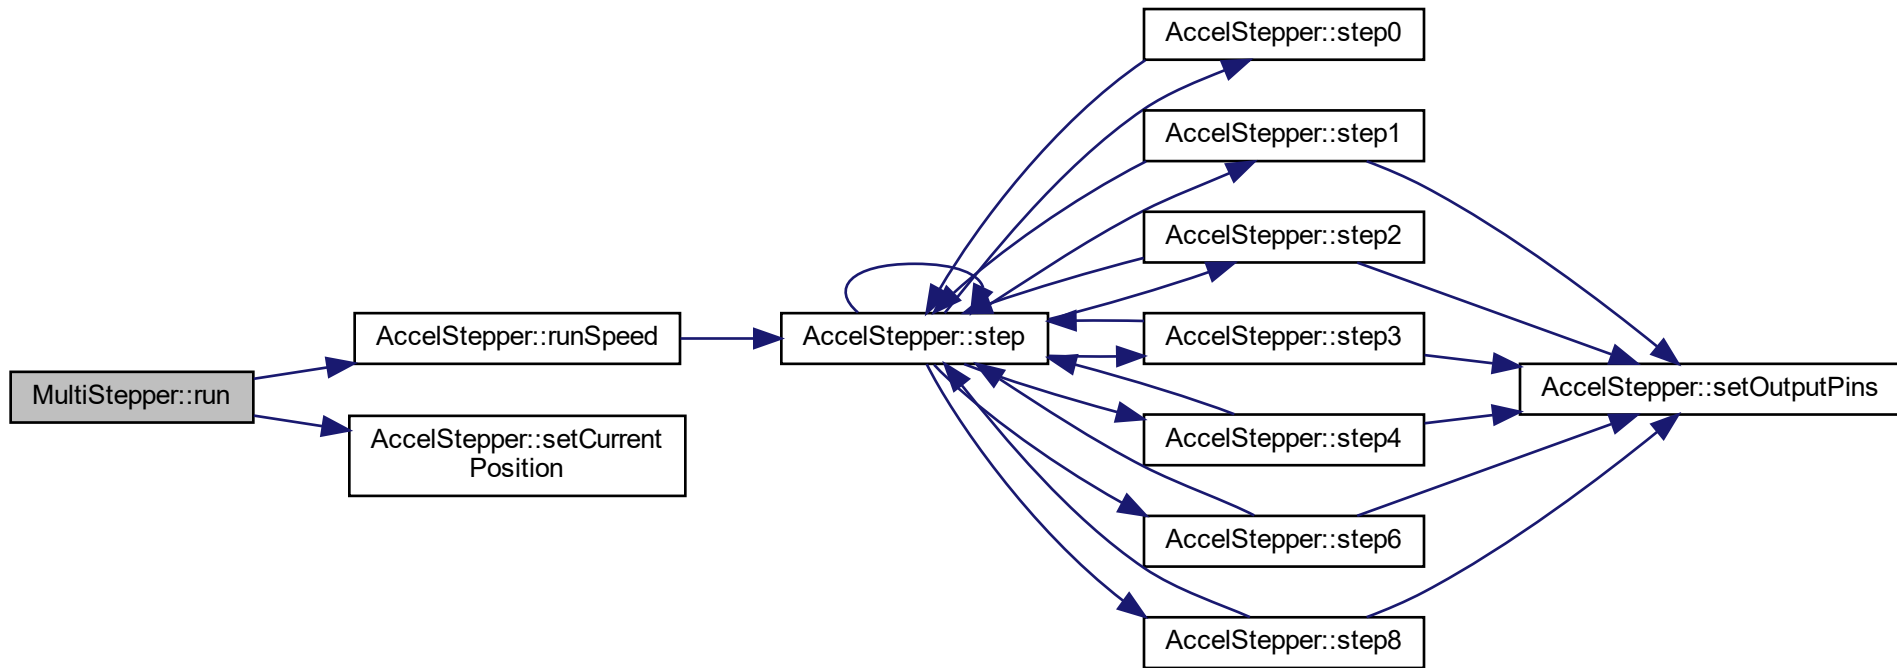 MultiStepper::run
AccelStepper::runSpeed
AccelStepper::setCurrent
Position
AccelStepper::step
AccelStepper::step0
AccelStepper::step1
AccelStepper::step2
AccelStepper::step3
AccelStepper::step4
AccelStepper::step6
AccelStepper::step8
AccelStepper::setOutputPins